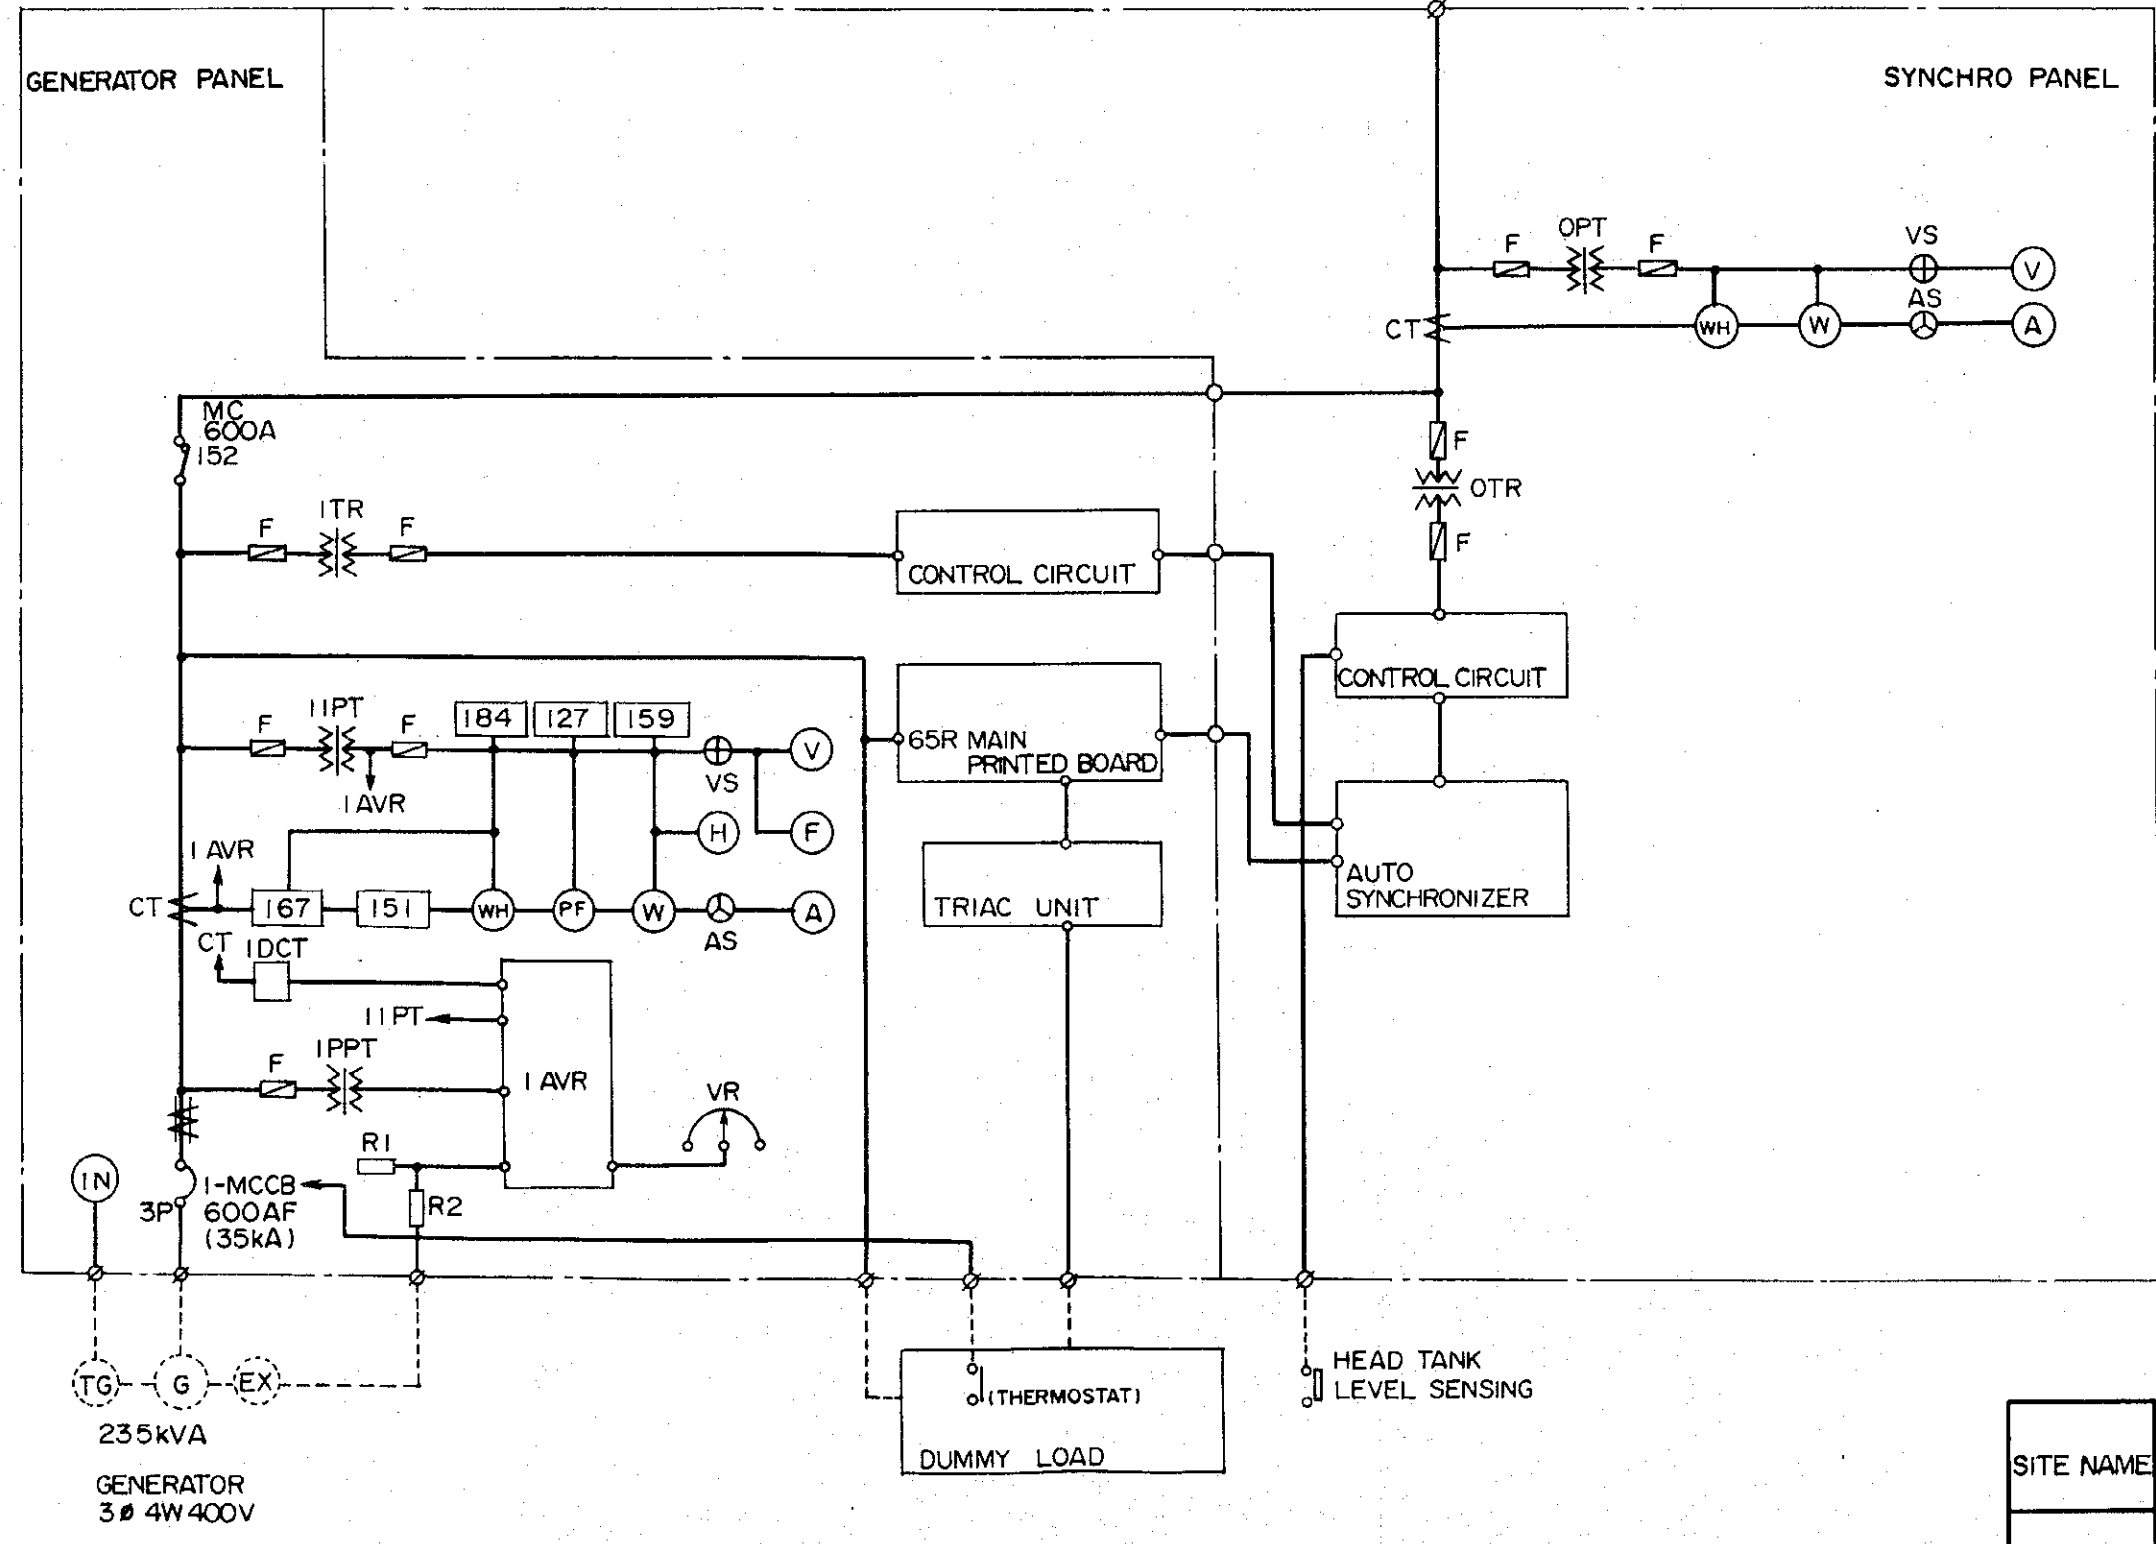 GENERATOR PANEL
SYNCHRO PANEL
F
OPT
F
VS
V
AS
CT
WH
W
A
MC
600A
152
F
OTR
F
F
1TR
F
CONTROL CIRCUIT
CONTROL CIRCUIT
F
11PT
F
184
127
159
VS
V
1AVR
H
F
65R MAIN
PRINTED BOARD
TRIAC UNIT
AUTO
SYNCHRONIZER
1AVR
CT
167
151
WH
PF
W
AS
A
CT
1DCT
11PT
F
1PPT
1AVR
VR
R1
R2
1N
3P
1-MCCB
600AF
(35kA)
TG
G
EX
235kVA
GENERATOR
3ø 4W 400V
(THERMOSTAT)
DUMMY LOAD
HEAD TANK
LEVEL SENSING
SITE NAME